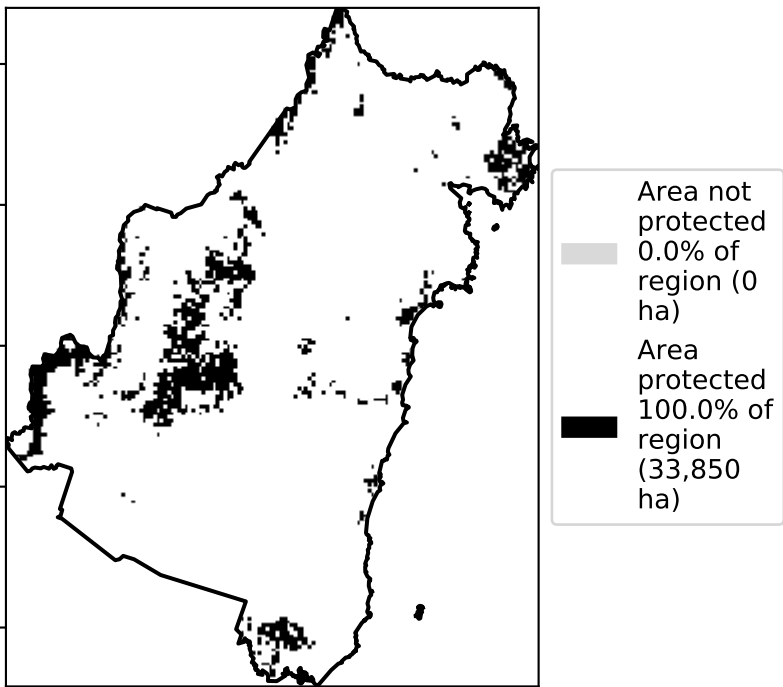 Area not
protected
0.0% of
region (0
ha)
Area
protected
100.0% of
region
(33,850
ha)